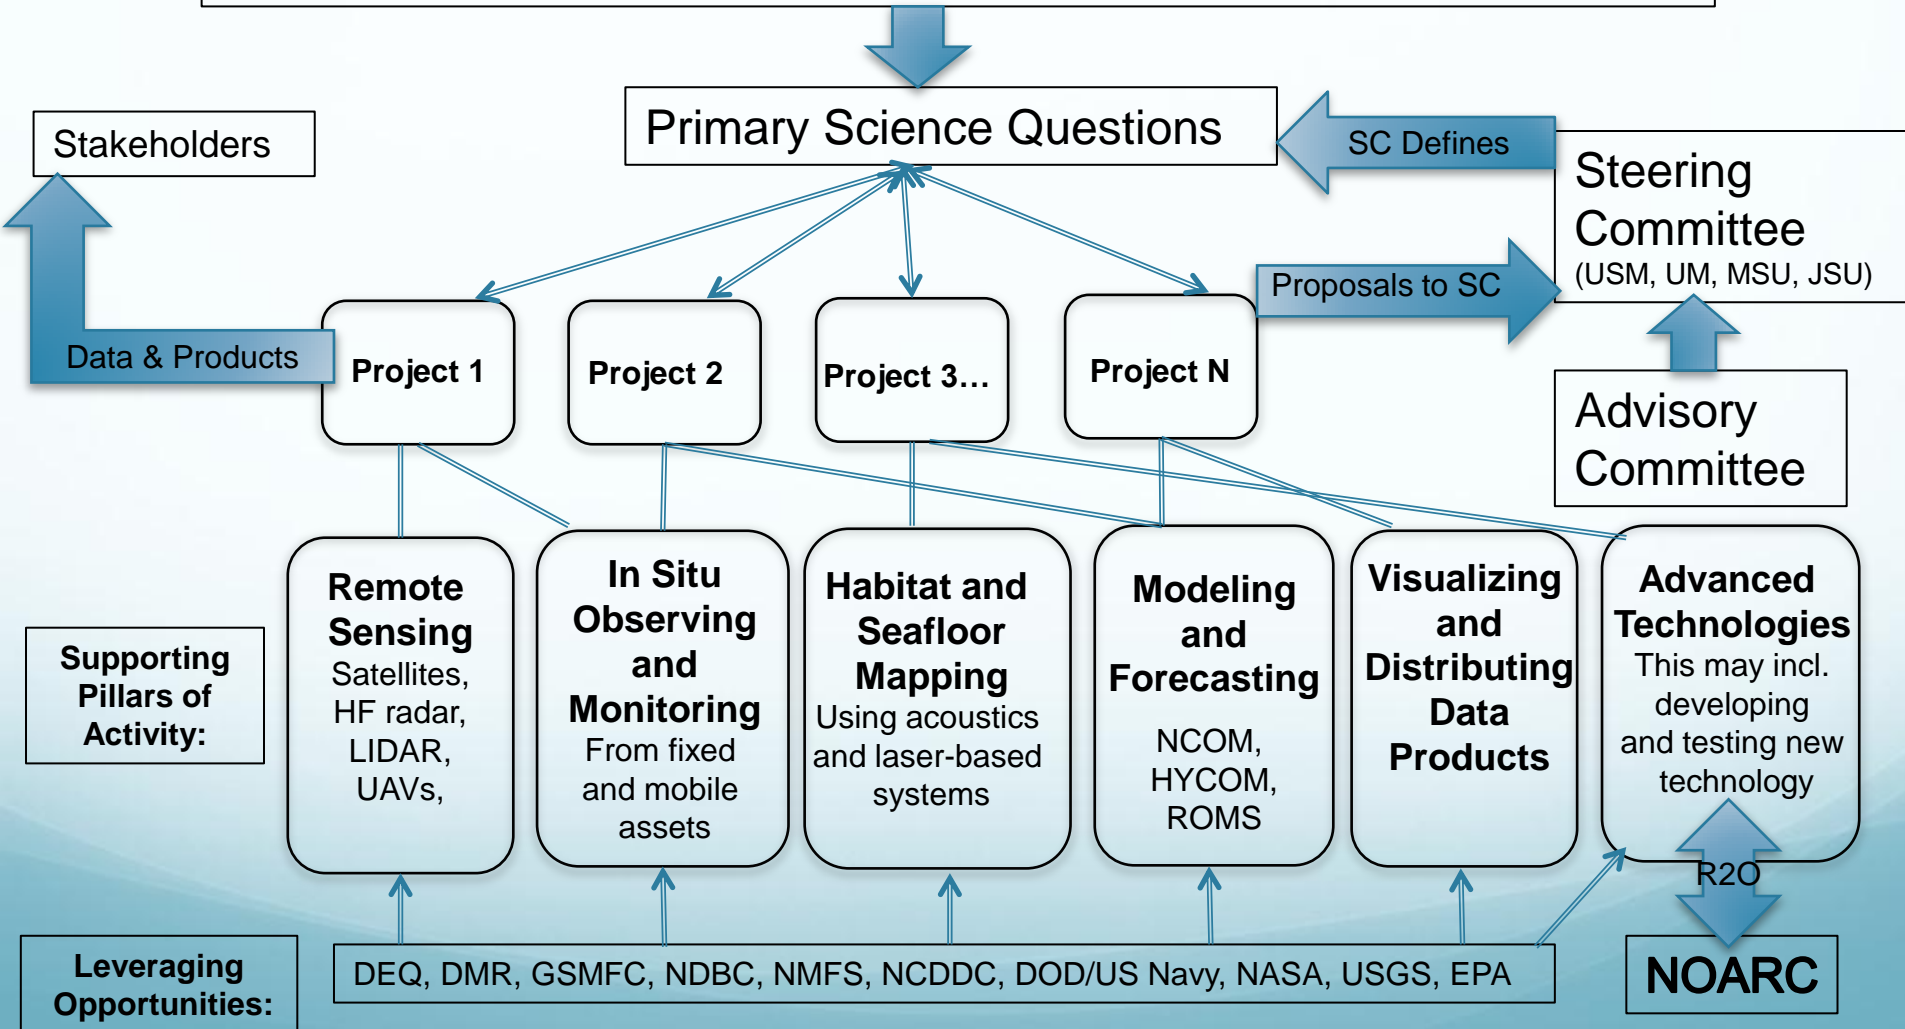 Primary Science Questions
Stakeholders
SC Defines
Steering
Committee
(USM, UM, MSU, JSU)
Proposals to SC
Data & Products
Project 1
Project 2
Project 3…
Project N
Advisory
Committee
Supporting
Pillars of
Activity:
Remote
Sensing
Satellites,
HF radar,
LIDAR,
UAVs,
In Situ
Observing
and
Monitoring
From fixed
and mobile
assets
Habitat and
Seafloor
Mapping
Using acoustics
and laser-based
systems
Modeling
and
Forecasting
NCOM,
HYCOM,
ROMS
Visualizing
and
Distributing
Data
Products
Advanced
Technologies
This may incl.
developing
and testing new
technology
R2O
Leveraging
Opportunities:
DEQ, DMR, GSMFC, NDBC, NMFS, NCDDC, DOD/US Navy, NASA, USGS, EPA
NOARC